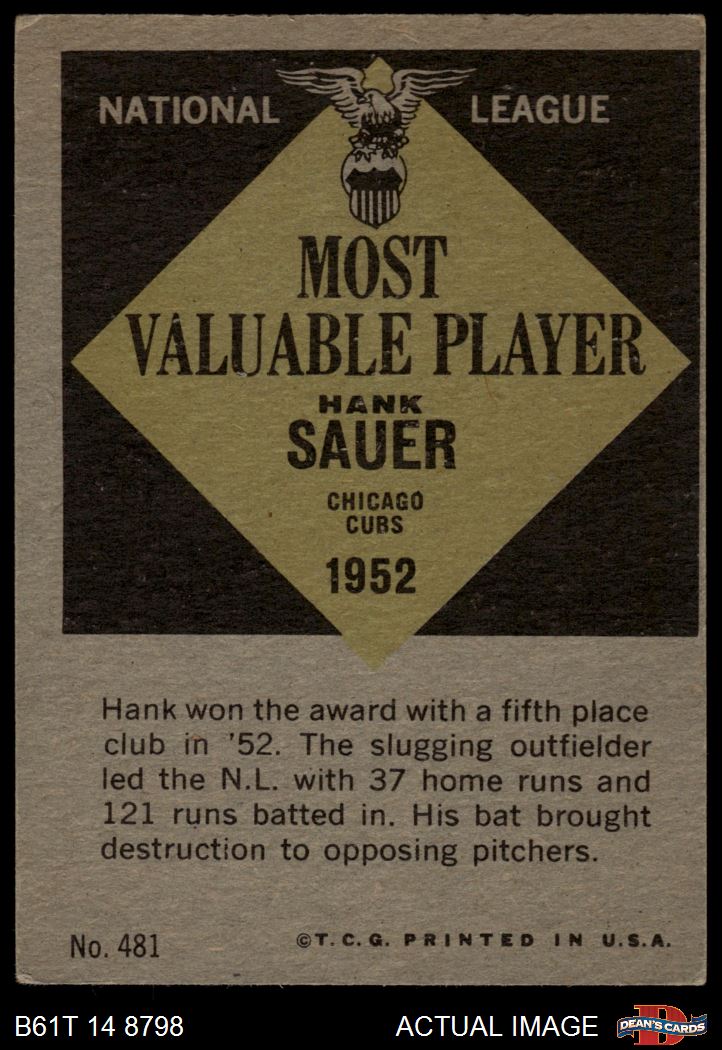 NATIONAL LEAGUE
MOST
VALUABLE PLAYER
HANK
SAUER
CHICAGO
CUBS
1952
Hank won the award with a fifth place
club in '52. The slugging outfielder
led the N.L. with 37 home runs and
121 runs batted in. His bat brought
destruction to opposing pitchers.
No. 481
©T.C.G. PRINTED IN U.S.A.
B61T 14 8798
ACTUAL IMAGE
DEAN'S CARDS